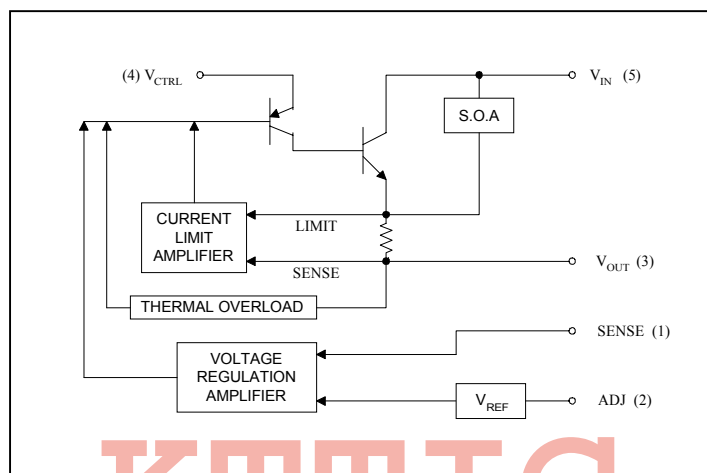 (4) VCTRL
VIN (5)
S.O.A
CURRENT
LIMIT
AMPLIFIER
LIMIT
SENSE
VOUT (3)
THERMAL OVERLOAD
SENSE (1)
VOLTAGE
REGULATION
AMPLIFIER
VREF
ADJ (2)